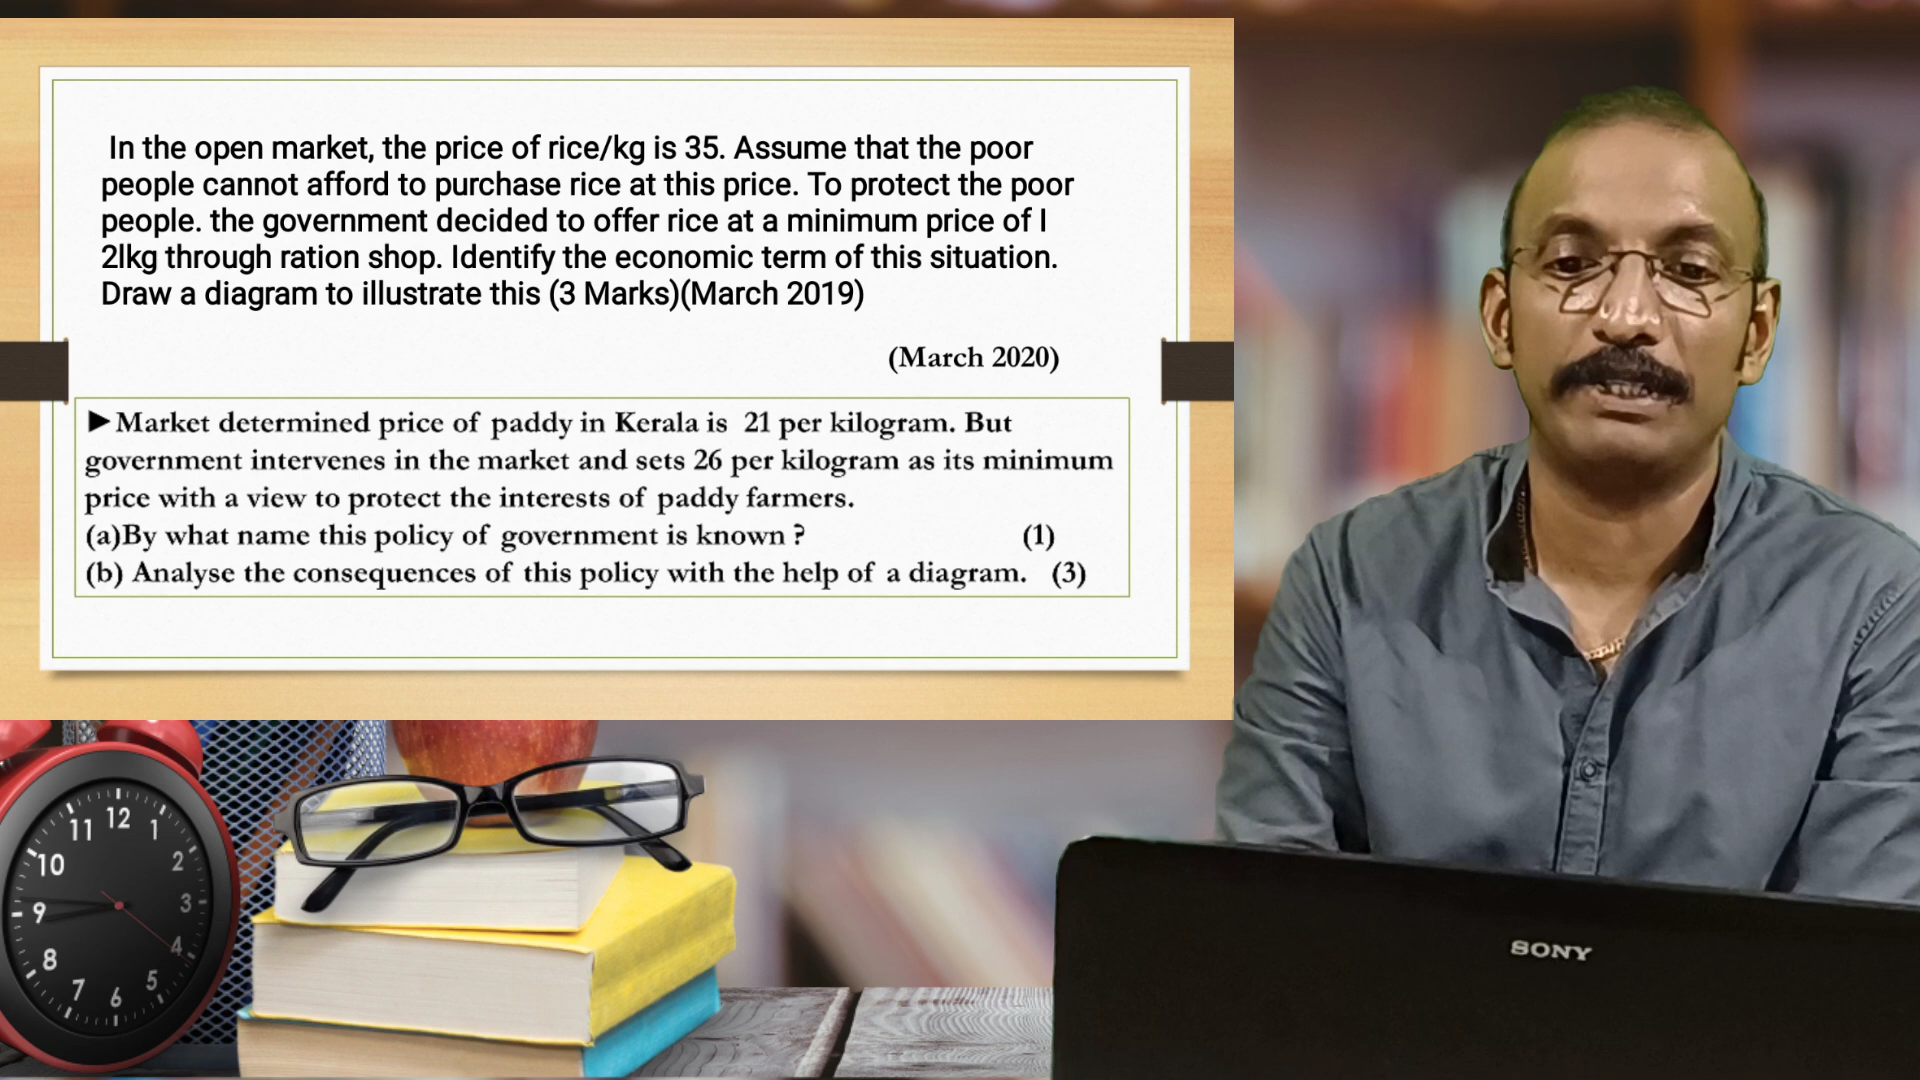 In the open market, the price of rice/kg is 35. Assume that the poor
people cannot afford to purchase rice at this price. To protect the poor
people. the government decided to offer rice at a minimum price of I
2lkg through ration shop. Identify the economic term of this situation.
Draw a diagram to illustrate this (3 Marks)(March 2019)
(March 2020)
▶Market determined price of paddy in Kerala is 21 per kilogram. But
government intervenes in the market and sets 26 per kilogram as its minimum
price with a view to protect the interests of paddy farmers.
(a)By what name this policy of government is known ? (1)
(b) Analyse the consequences of this policy with the help of a diagram. (3)
12
1
2
3
4
5
6
7
8
9
10
11
SONY